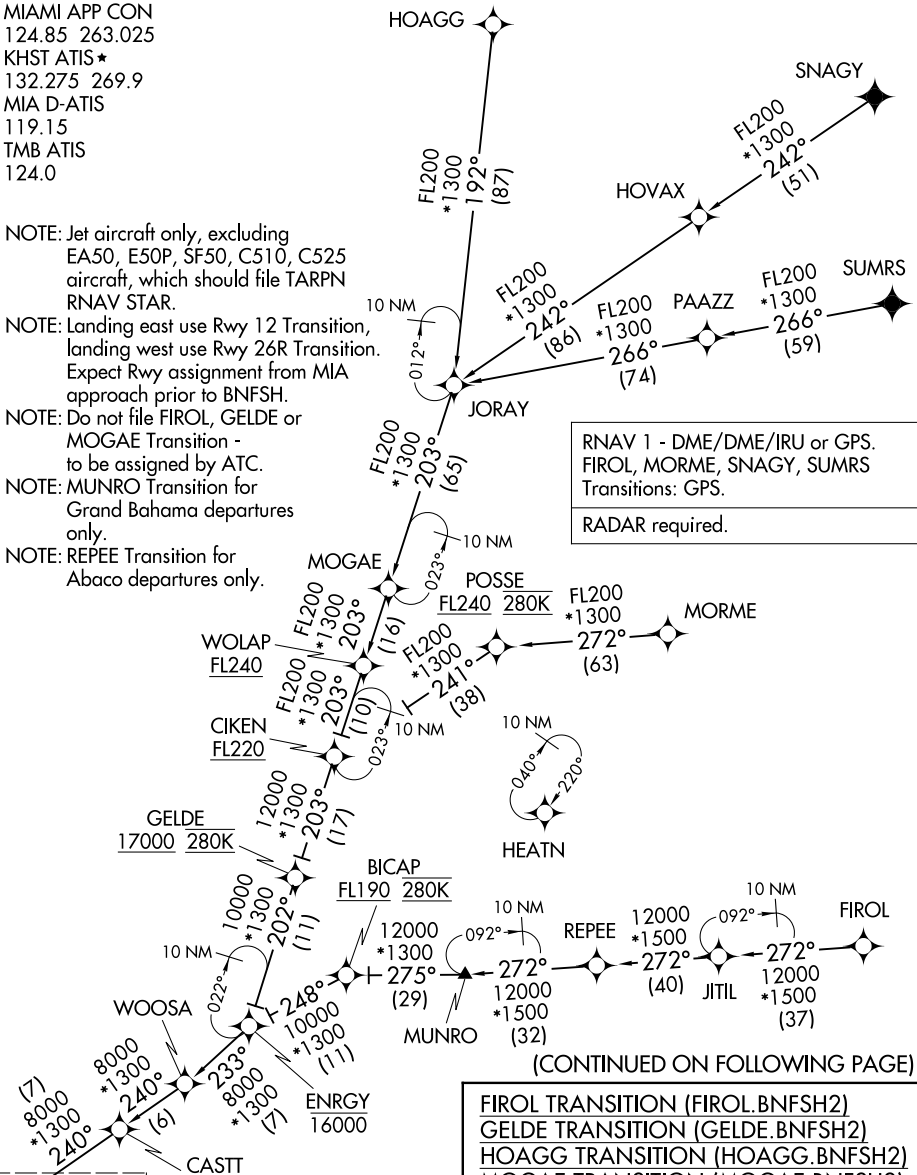 MIAMI APP CON
124.85 263.025
KHST ATIS★
132.275 269.9
MIA D-ATIS
119.15
TMB ATIS
124.0
HOAGG
SNAGY
FL200
*1300
242°
(51)
FL200
*1300
192°
(87)
HOVAX
NOTE: Jet aircraft only, excluding
EA50, E50P, SF50, C510, C525
aircraft, which should file TARPN
RNAV STAR.
NOTE: Landing east use Rwy 12 Transition,
landing west use Rwy 26R Transition.
Expect Rwy assignment from MIA
approach prior to BNFSH.
NOTE: Do not file FIROL, GELDE or
MOGAE Transition -
to be assigned by ATC.
NOTE: MUNRO Transition for
Grand Bahama departures
only.
NOTE: REPEE Transition for
Abaco departures only.
SUMRS
FL200
*1300
266°
(59)
PAAZZ
FL200
*1300
242°
(86)
FL200
*1300
266°
(74)
10 NM
012°
JORAY
FL200
*1300
203°
(65)
RNAV 1 - DME/DME/IRU or GPS.
FIROL, MORME, SNAGY, SUMRS
Transitions: GPS.
RADAR required.
10 NM
023°
MOGAE
POSSE
FL240 280K
FL200
*1300
272°
(63)
MORME
FL200
*1300
203°
(16)
WOLAP
FL240
FL200
*1300
241°
(38)
FL200
*1300
203°
(10)
10 NM
023°
CIKEN
FL220
10 NM
040°
220°
HEATN
12000
*1300
203°
(17)
GELDE
17000 280K
BICAP
FL190 280K
10000
*1300
202°
(11)
10 NM
022°
12000
*1300
275°
(29)
092°
10 NM
MUNRO
272°
12000
*1500
(32)
REPEE
12000
*1500
272°
(40)
092°
10 NM
JITIL
272°
12000
*1500
(37)
FIROL
248°
10000
*1300
(11)
WOOSA
ENRGY
16000
233°
8000
*1300
(7)
8000
*1300
240°
(6)
(7)
8000
*1300
240°
CASTT
(CONTINUED ON FOLLOWING PAGE)
FIROL TRANSITION (FIROL.BNFSH2)
GELDE TRANSITION (GELDE.BNFSH2)
HOAGG TRANSITION (HOAGG.BNFSH2)
MOGAE TRANSITION (MOGAE.BNFSH2)